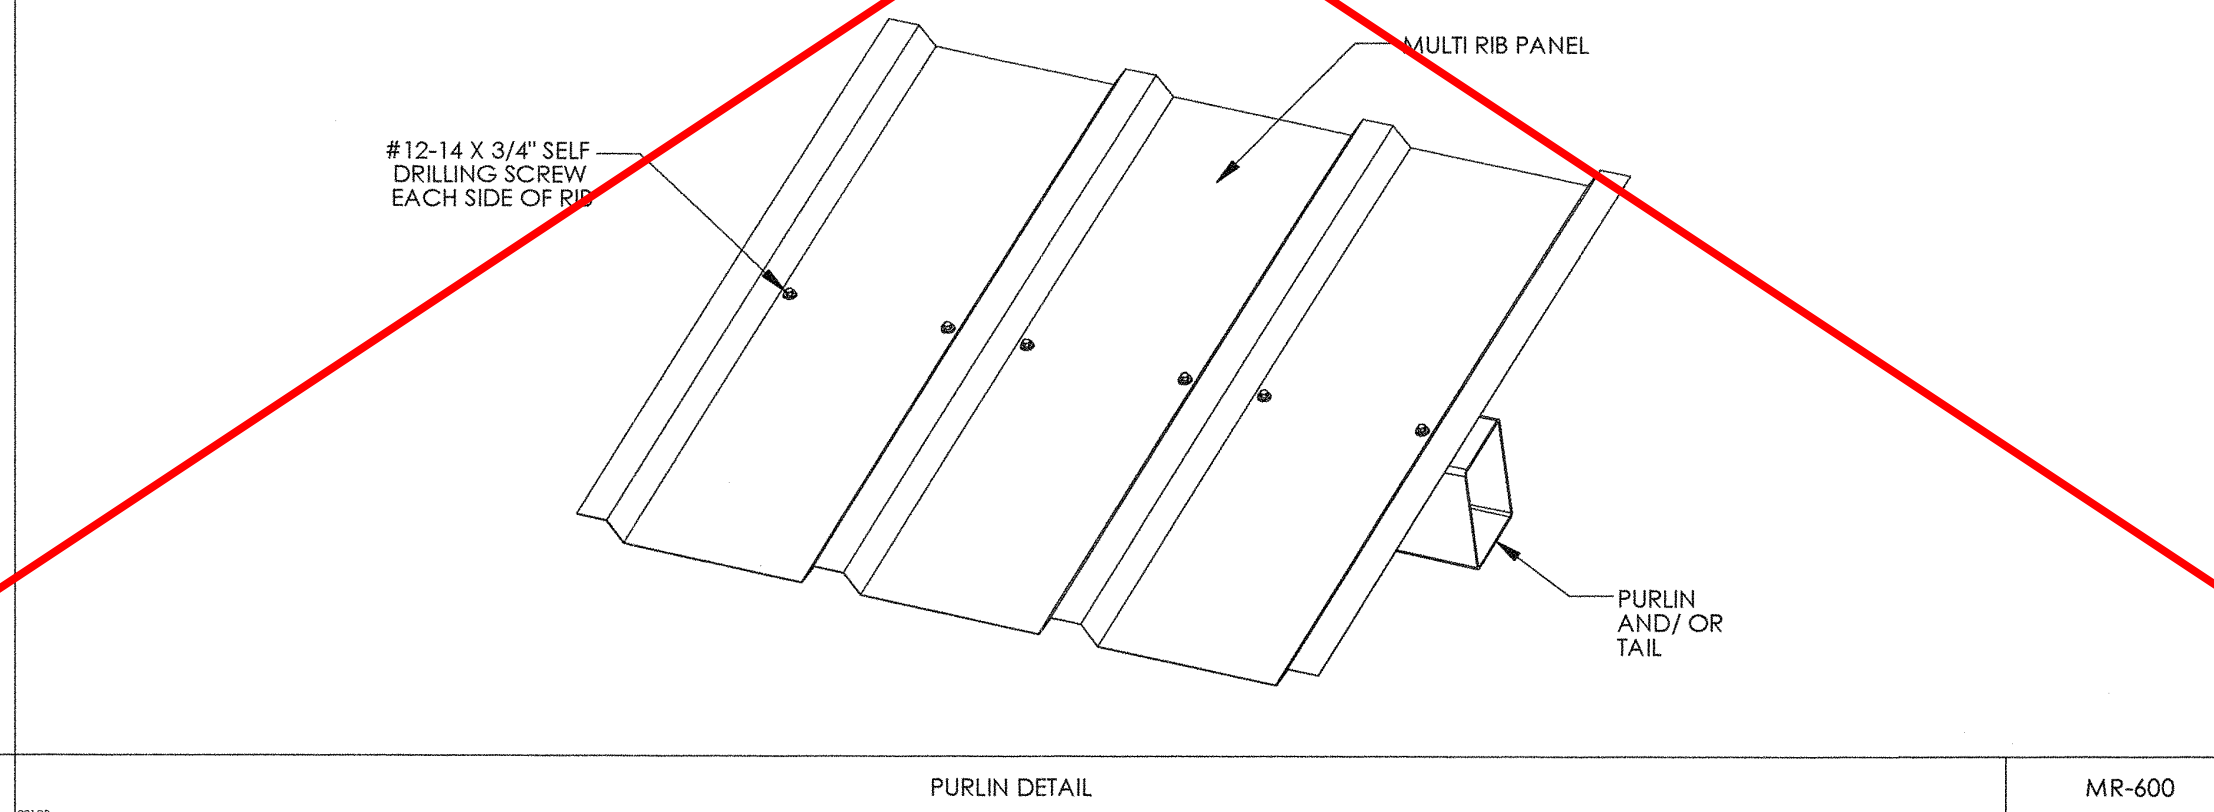 MULTI RIB PANEL
#12-14 X 3/4" SELF
DRILLING SCREW
EACH SIDE OF RIB
PURLIN
AND/ OR
TAIL
PURLIN DETAIL
MR-600